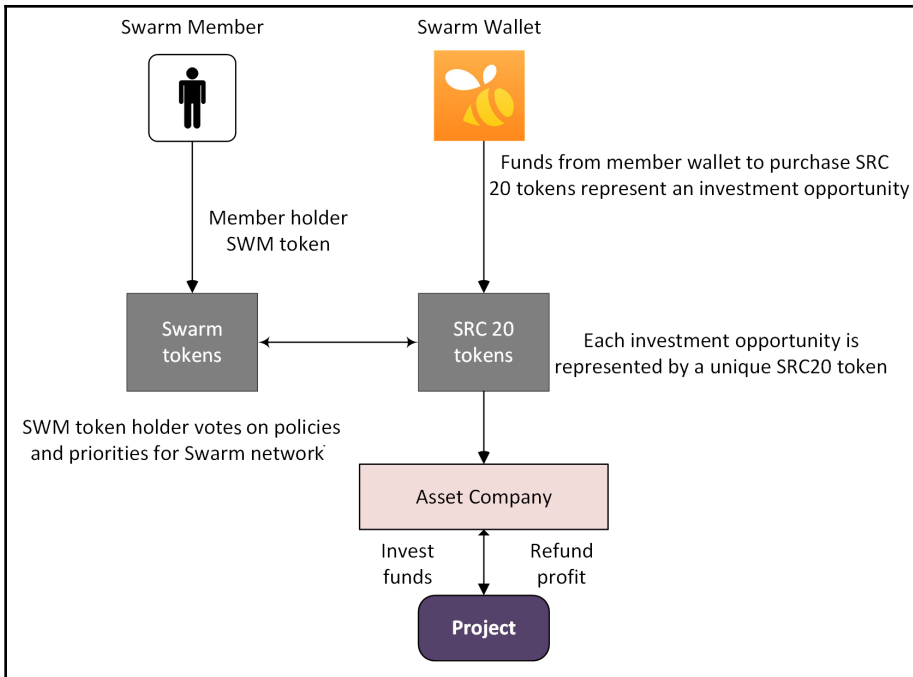 Swarm Member
Swarm Wallet
Funds from member wallet to purchase SRC
20 tokens represent an investment opportunity
Member holder
SWM token
Swarm
tokens
SRC 20
tokens
Each investment opportunity is
represented by a unique SRC20 token
SWM token holder votes on policies
and priorities for Swarm network
Asset Company
Invest
funds
Refund
profit
Project